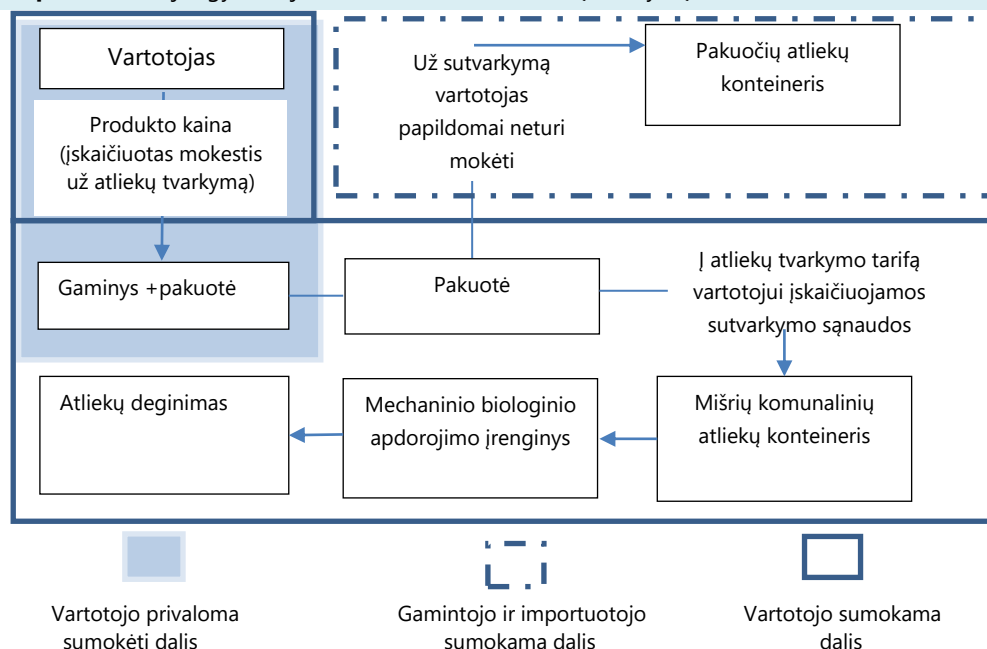 Vartotojas
Produkto kaina
(įskaičiuotas mokestis
už atliekų tvarkymą)
Už sutvarkymą
vartotojas
papildomai neturi
mokėti
Pakuočių atliekų
konteineris
Gaminys +pakuotė
Pakuotė
Į atliekų tvarkymo tarifą
vartotojui įskaičiuojamos
sutvarkymo sąnaudos
Atliekų deginimas
Mechaninio biologinio
apdorojimo įrenginys
Mišrių komunalinių
atliekų konteineris
Vartotojo privaloma
sumokėti dalis
Gamintojo ir importuotojo
sumokama dalis
Vartotojo sumokama
dalis